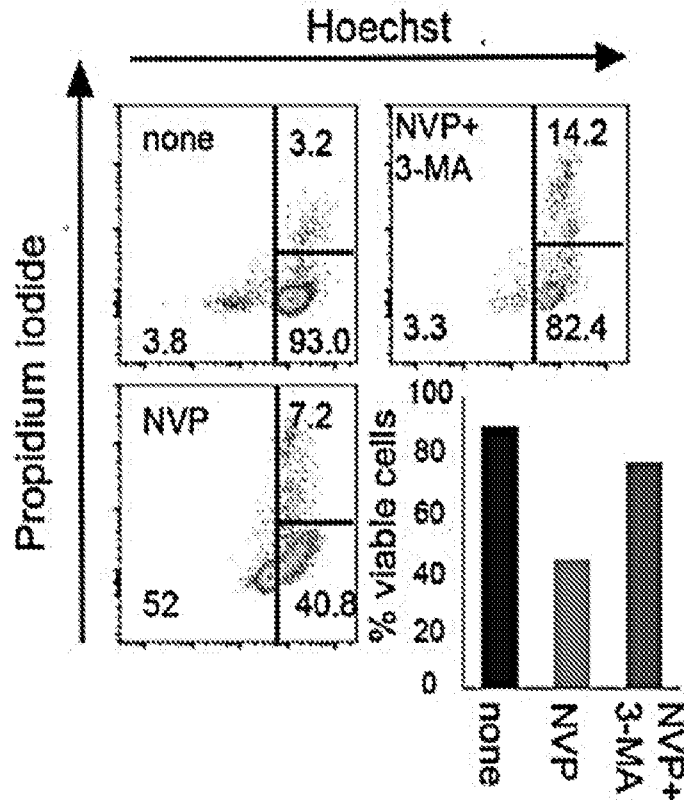 Hoechst
Propidium iodide
none
3.2
3.8
93.0
NVP+
3-MA
14.2
3.3
82.4
NVP
7.2
52
40.8
% viable cells
100
80
60
40
20
0
none
NVP
NVP+
3-MA